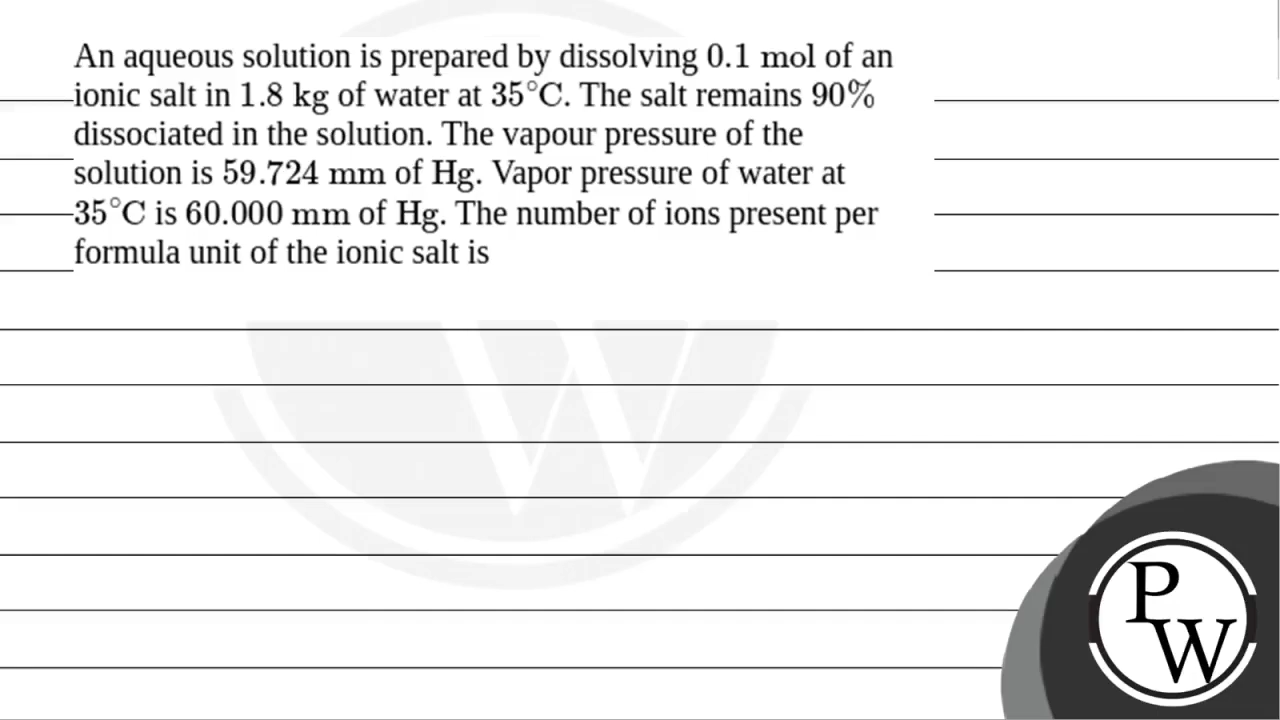 An aqueous solution is prepared by dissolving 0.1 mol of an
ionic salt in 1.8 kg of water at 35°C. The salt remains 90%
dissociated in the solution. The vapour pressure of the
solution is 59.724 mm of Hg. Vapor pressure of water at
35°C is 60.000 mm of Hg. The number of ions present per
formula unit of the ionic salt is
P
W